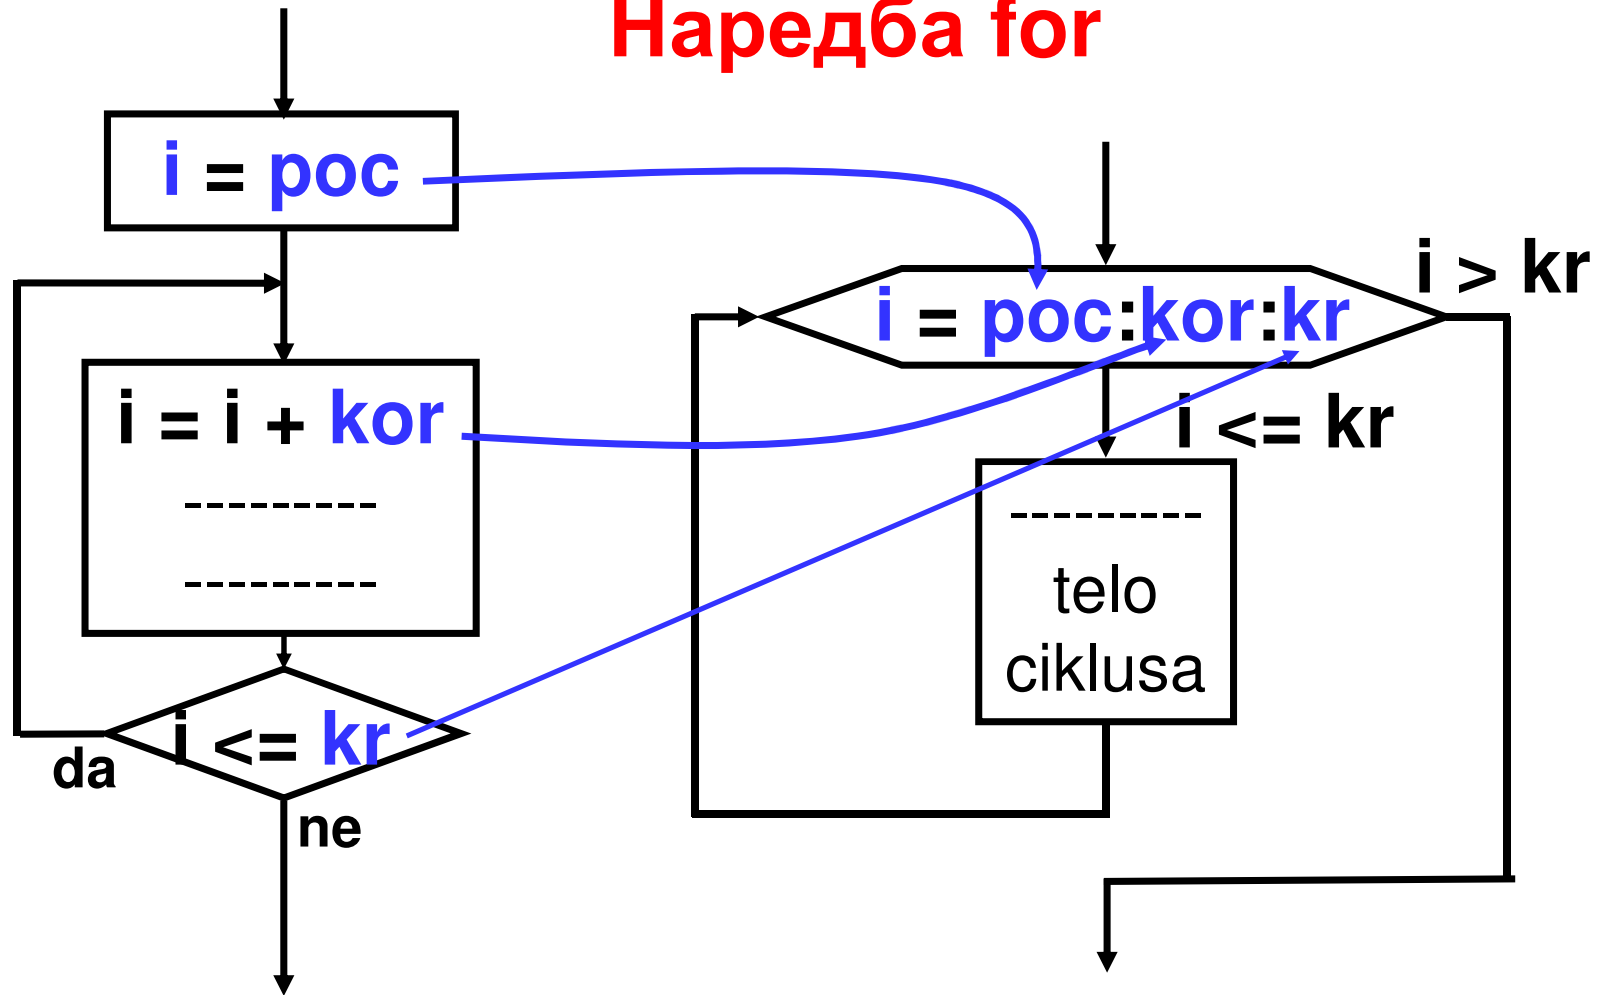 Наредба for
i = poc
i = i + kor
----------
----------
i <= kr
da
ne
i = poc:kor:kr
i > kr
i <= kr
----------
telo
ciklusa